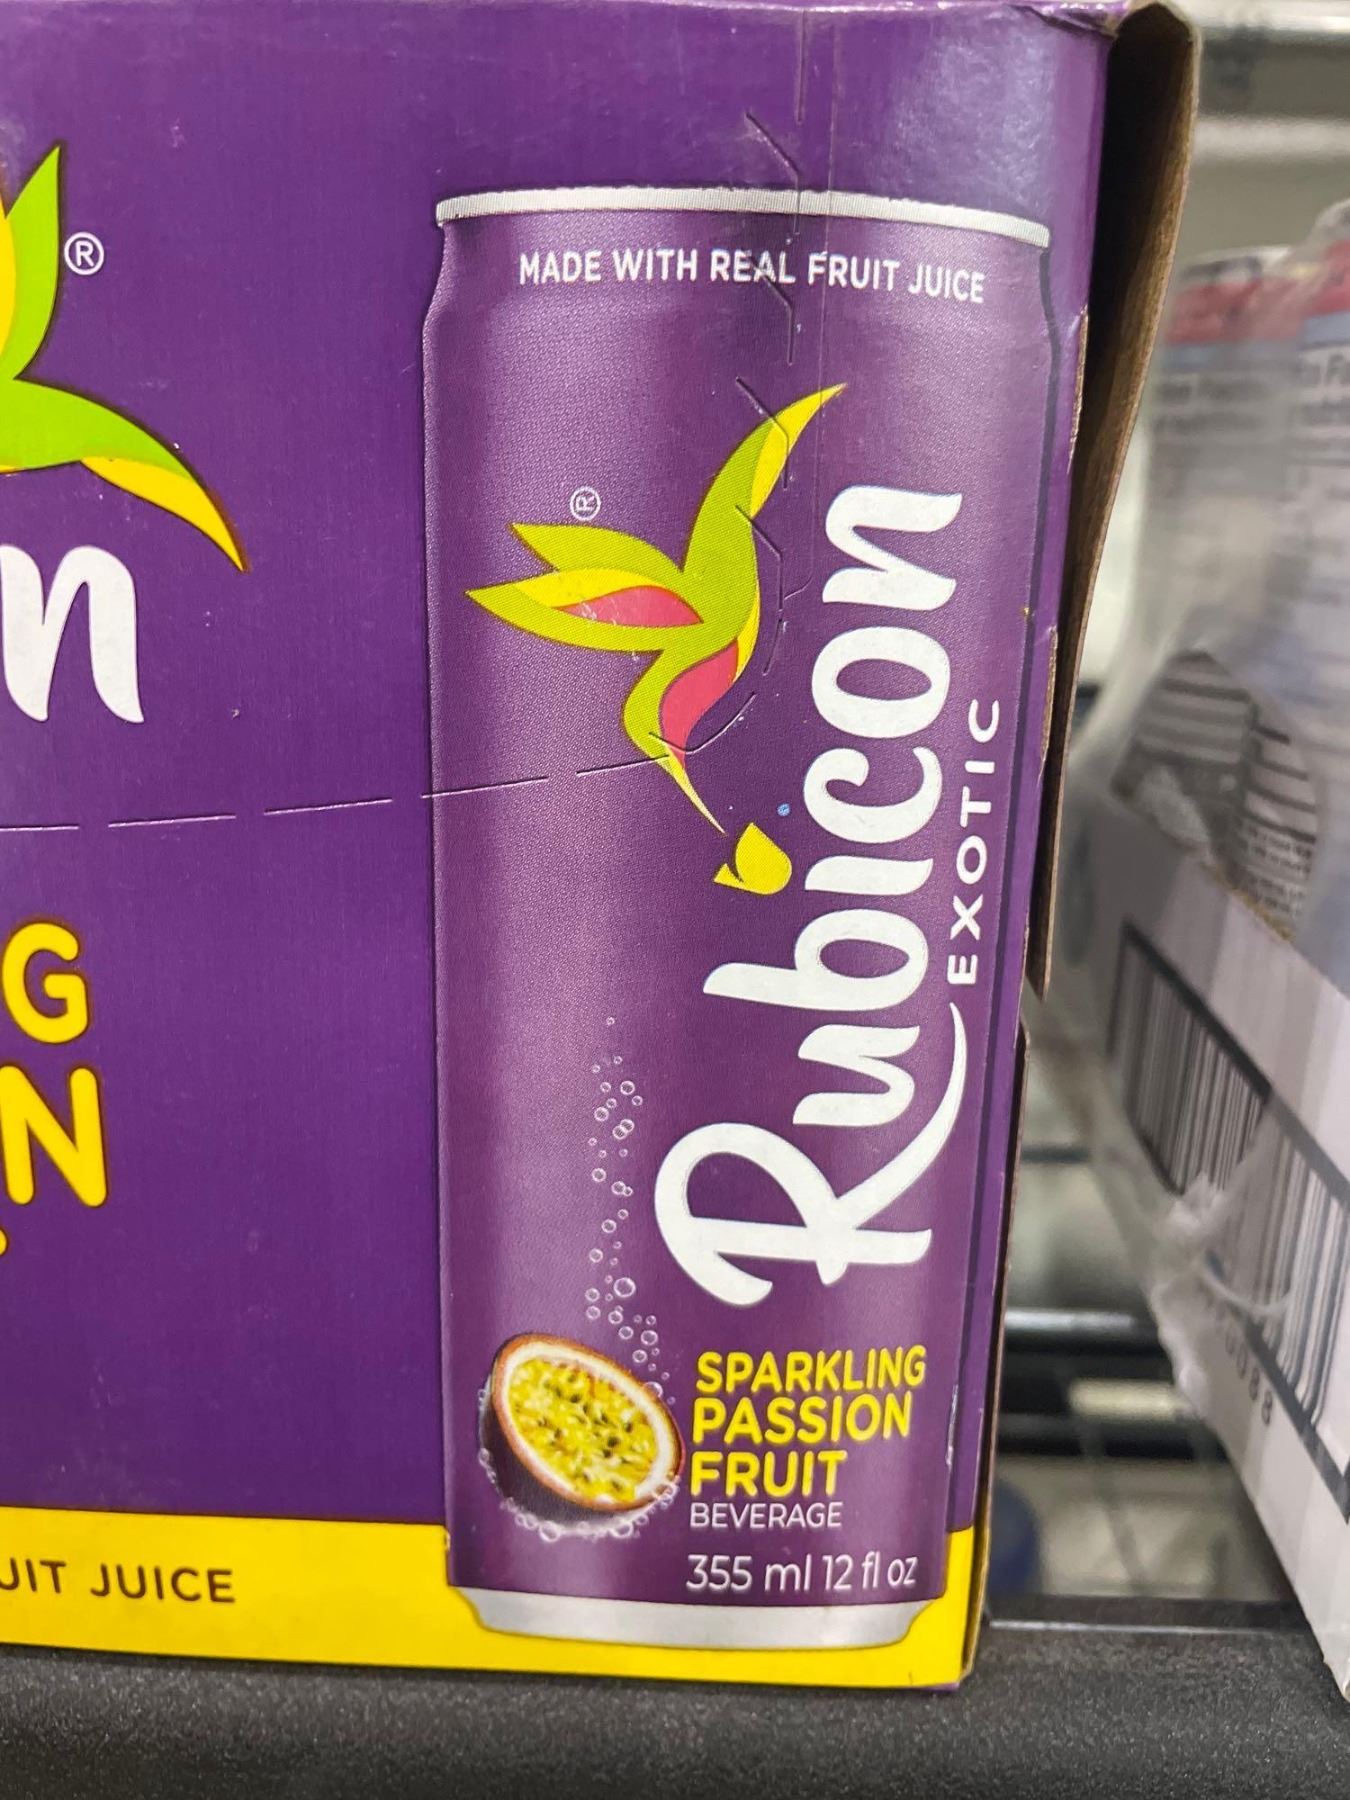 ®
n
G
N
UIT JUICE
MADE WITH REAL FRUIT JUICE
®
Rubicon
EXOTIC
SPARKLING
PASSION
FRUIT
BEVERAGE
355 ml 12 fl oz